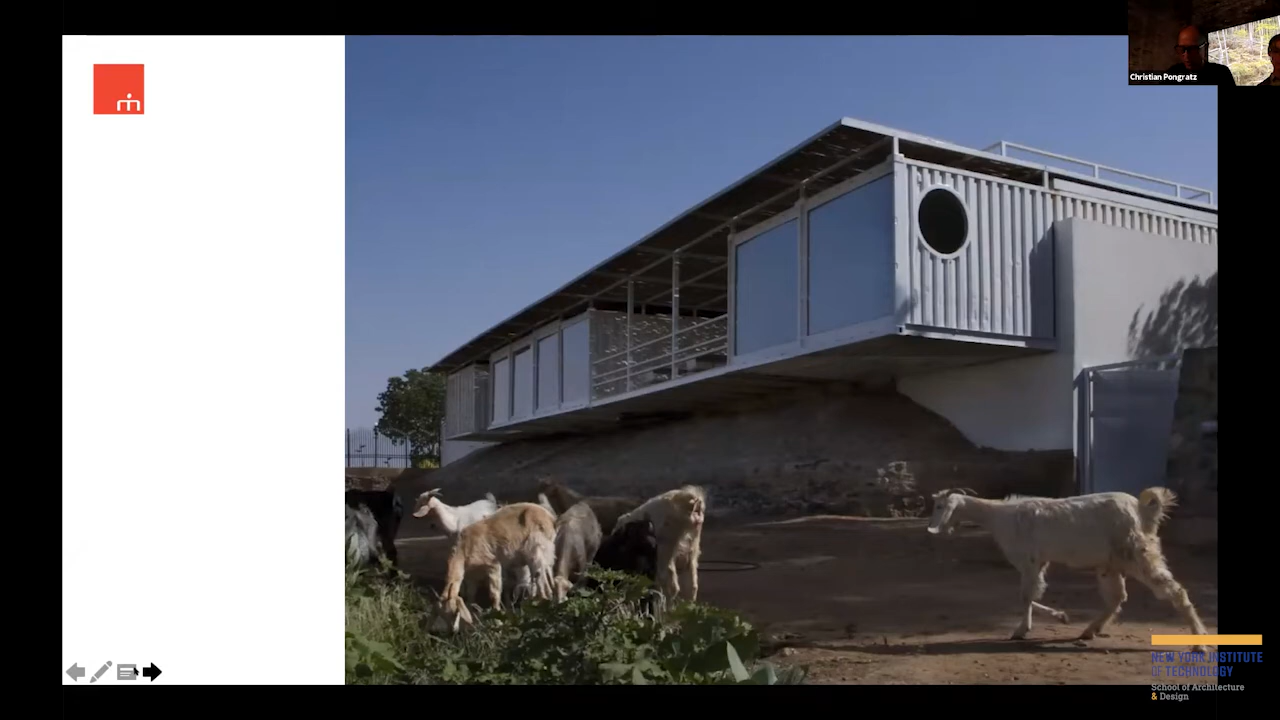 Christian Pongratz
NEW YORK INSTITUTE
OF TECHNOLOGY
School of Architecture
& Design